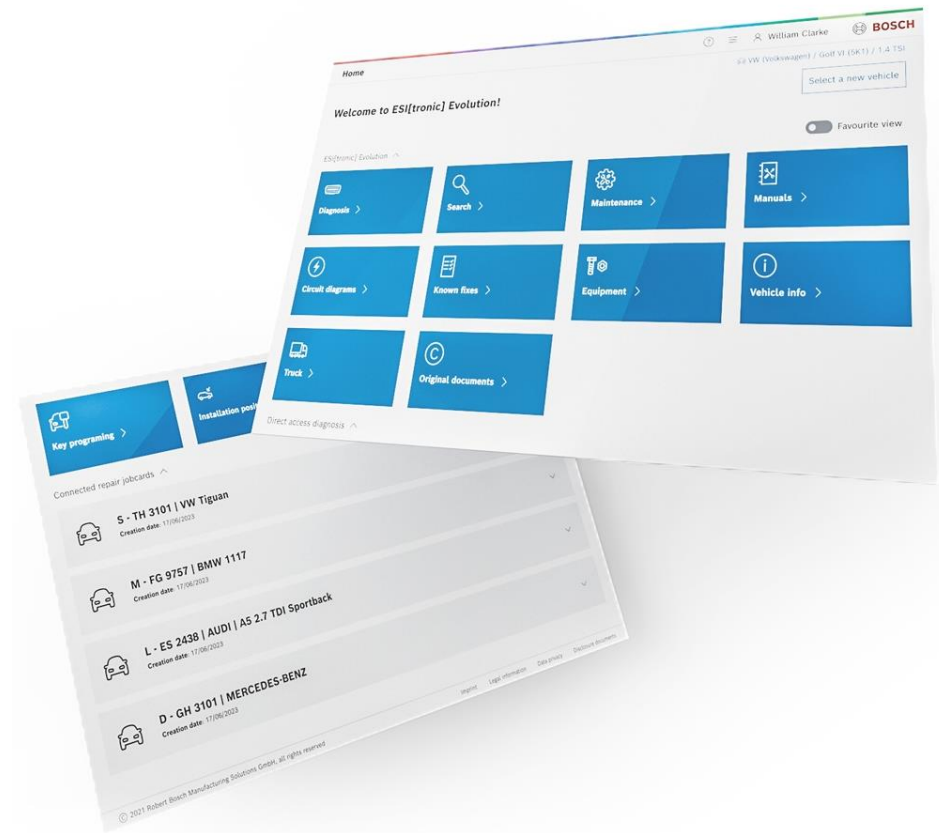 William Clarke
BOSCH
Home
VW (Volkswagen) / Golf VI (5K1) / 1.4 TSI
Select a new vehicle
Welcome to ESI[tronic] Evolution!
Favourite view
ESI[tronic] Evolution
Diagnosis
Search
Maintenance
Manuals
Circuit diagrams
Known fixes
Equipment
Vehicle info
Truck
Original documents
Direct access diagnosis
Key programing
Installation
Connected repair jobcards
S - TH 3101 | VW Tiguan
Creation date: 17/06/2023
M - FG 9757 | BMW 1117
Creation date: 17/06/2023
L - ES 2438 | AUDI | A5 2.7 TDI Sportback
Creation date: 17/06/2023
D - GH 3101 | MERCEDES-BENZ
Creation date: 17/06/2023
Imprint Legal information Data privacy Disclosure documents
© 2021 Robert Bosch Manufacturing Solutions GmbH, all rights reserved